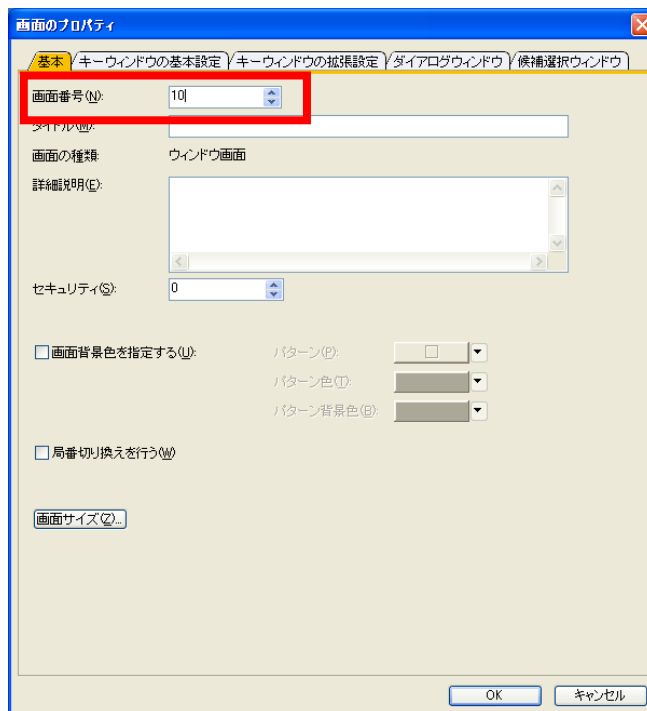 画面のプロパティ
基本 キーウィンドウの基本設定 キーウィンドウの拡張設定 ダイアログウィンドウ 候補選択ウィンドウ
画面番号(N): 10
タイトル(M):
画面の種類: ウィンドウ画面
詳細説明(E):
セキュリティ(S): 0
画面背景色を指定する(U): パターン(P):
パターン色(T):
パターン背景色(B):
局番切り換えを行う(W)
画面サイズ(Z)...
OK キャンセル